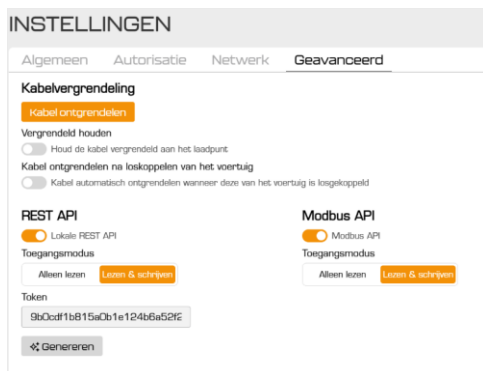 INSTELLINGEN
Algemeen Autorisatie Netwerk Geavanceerd
Kabelvergrendeling
Kabel ontgrendelen
Vergrendeld houden
Houd de kabel vergrendeld aan het laadpunt
Kabel ontgrendelen na loskoppelen van het voertuig
Kabel automatisch ontgrendelen wanneer deze van het voertuig is losgekoppeld
REST API
Lokale REST API
Toegangsmodus
Alleen lezen Lezen & schrijven
Token
9b0cdf1b815a0b1e124b6a52f2
Genereren
Modbus API
Modbus API
Toegangsmodus
Alleen lezen Lezen & schrijven